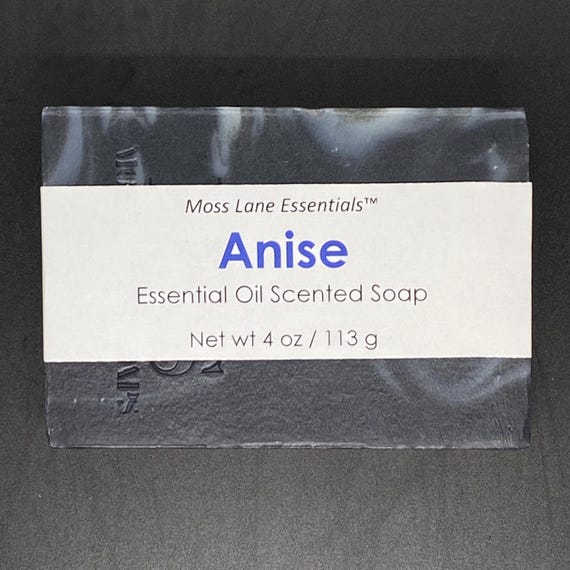 Moss Lane Essentials™
Anise
Essential Oil Scented Soap
Net wt 4 oz / 113 g